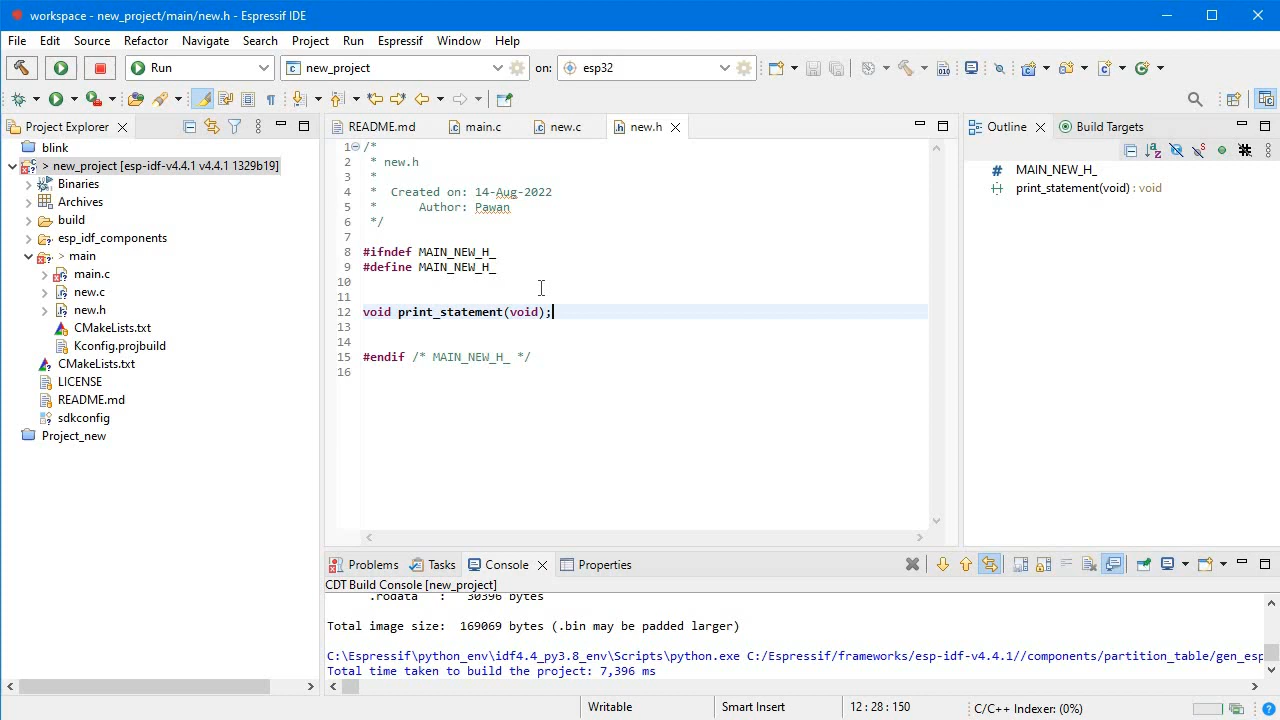 workspace - new_project/main/new.h - Espressif IDE
File Edit Source Refactor Navigate Search Project Run Espressif Window Help
Run new_project on: esp32
Project Explorer
blink
> new_project [esp-idf-v4.4.1 v4.4.1 1329b19]
Binaries
Archives
build
esp_idf_components
> main
main.c
new.c
new.h
CMakeLists.txt
Kconfig.projbuild
CMakeLists.txt
LICENSE
README.md
sdkconfig
Project_new
README.md main.c new.c new.h
1 /*
2 * new.h
3 *
4 * Created on: 14-Aug-2022
5 * Author: Pawan
6 */
7
8 #ifndef MAIN_NEW_H_
9 #define MAIN_NEW_H_
10
11
12 void print_statement(void);
13
14
15 #endif /* MAIN_NEW_H_ */
16
Outline Build Targets
# MAIN_NEW_H_
print_statement(void) : void
Problems Tasks Console Properties
CDT Build Console [new_project]
.rodata : 30396 bytes
Total image size: 169069 bytes (.bin may be padded larger)
C:\Espressif\python_env\idf4.4_py3.8_env\Scripts\python.exe C:/Espressif/frameworks/esp-idf-v4.4.1//components/partition_table/gen_esp
Total time taken to build the project: 7,396 ms
Writable Smart Insert 12 : 28 : 150 C/C++ Indexer: (0%)